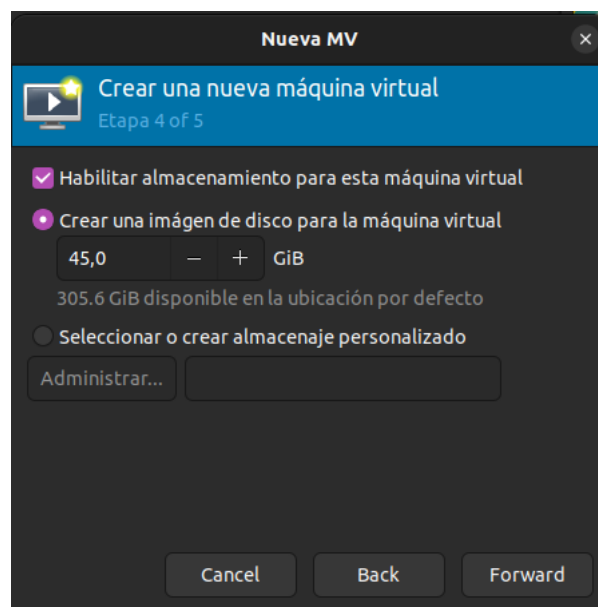 Nueva MV
Crear una nueva máquina virtual
Etapa 4 of 5
Habilitar almacenamiento para esta máquina virtual
Crear una imágen de disco para la máquina virtual
45,0 − + GiB
305.6 GiB disponible en la ubicación por defecto
Seleccionar o crear almacenaje personalizado
Administrar...
Cancel Back Forward